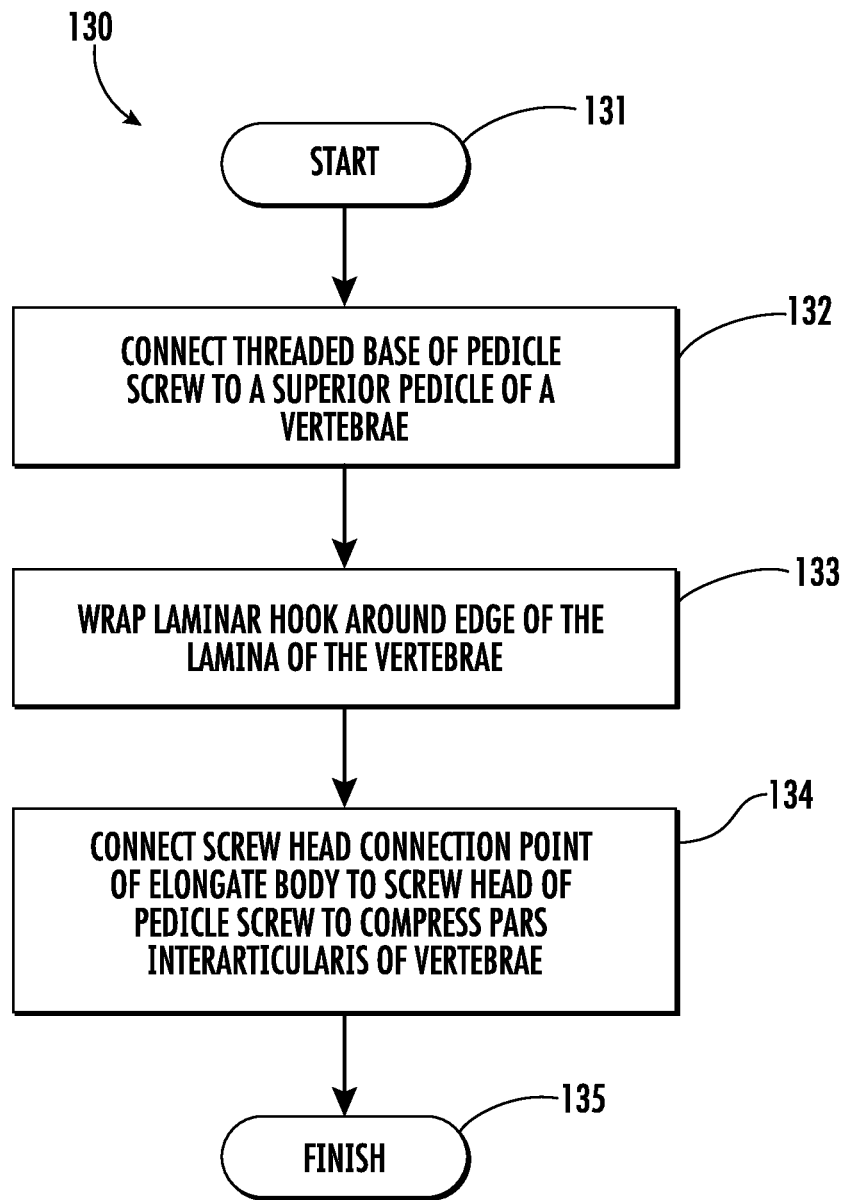 130
131
START
132
CONNECT THREADED BASE OF PEDICLE
SCREW TO A SUPERIOR PEDICLE OF A
VERTEBRAE
133
WRAP LAMINAR HOOK AROUND EDGE OF THE
LAMINA OF THE VERTEBRAE
134
CONNECT SCREW HEAD CONNECTION POINT
OF ELONGATE BODY TO SCREW HEAD OF
PEDICLE SCREW TO COMPRESS PARS
INTERARTICULARIS OF VERTEBRAE
135
FINISH